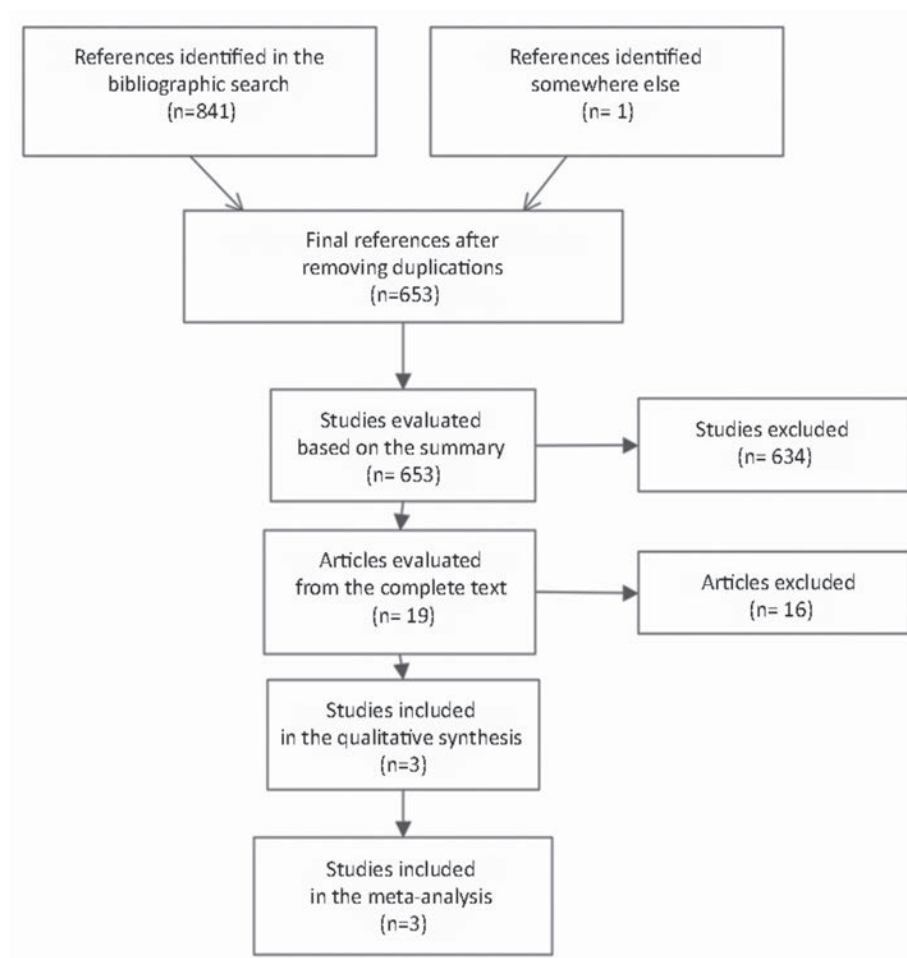 References identified in the
bibliographic search
(n=841)
References identified
somewhere else
(n= 1)
Final references after
removing duplications
(n=653)
Studies evaluated
based on the summary
(n= 653)
Studies excluded
(n= 634)
Articles evaluated
from the complete text
(n= 19)
Articles excluded
(n= 16)
Studies included
in the qualitative synthesis
(n=3)
Studies included
in the meta-analysis
(n=3)